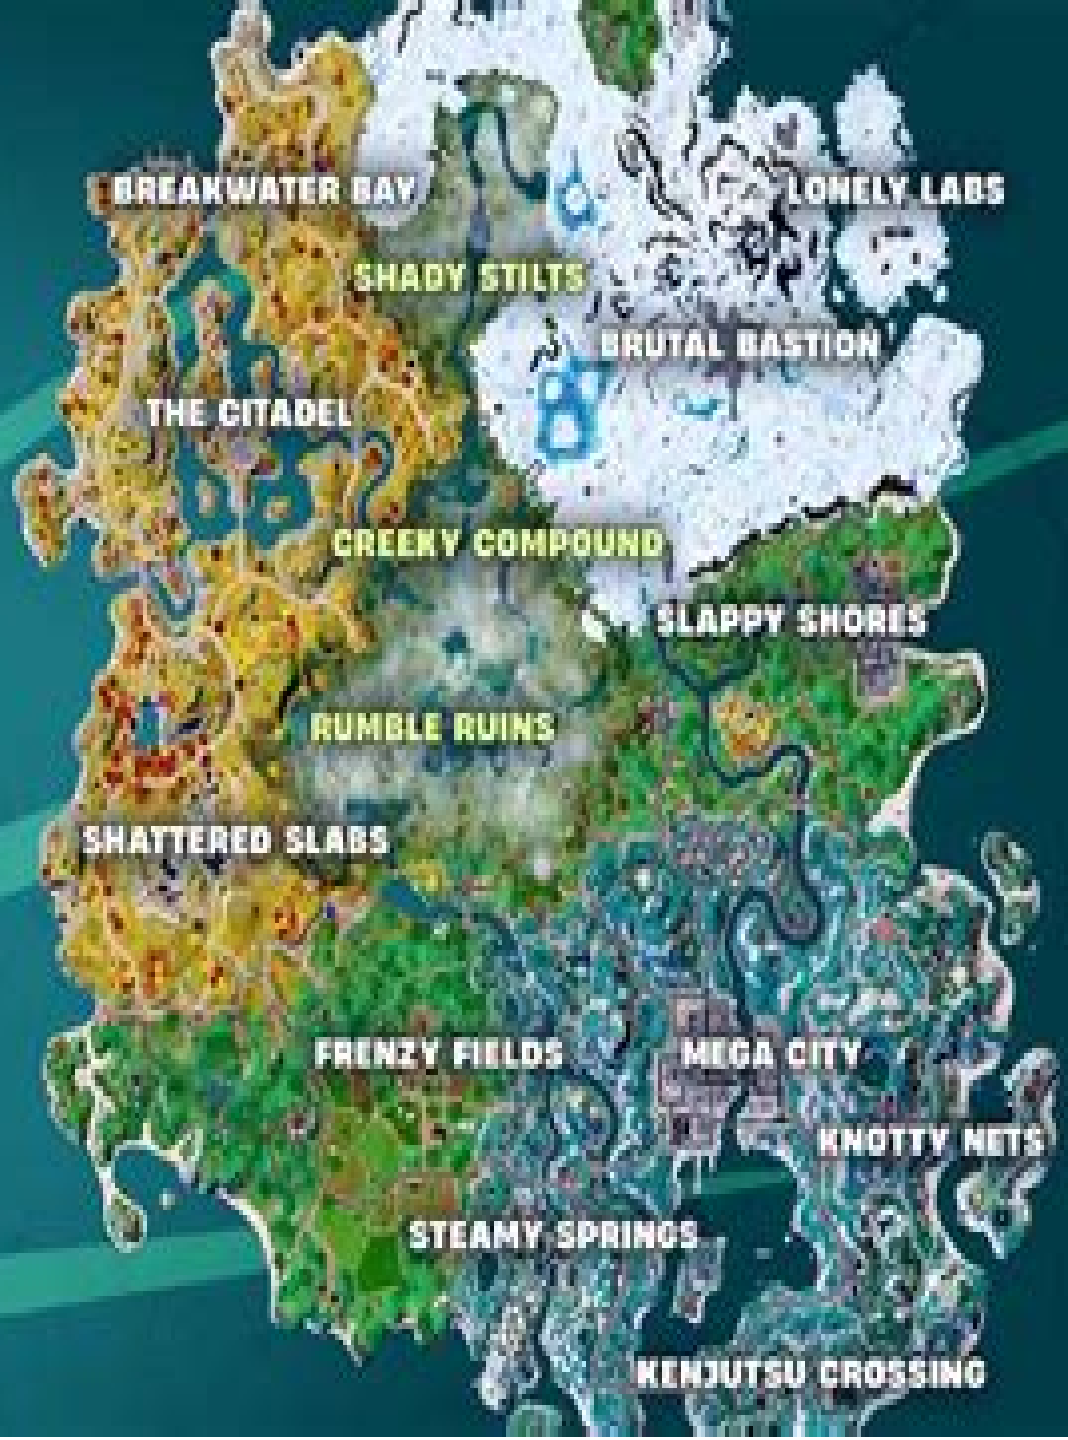 BREAKWATER BAY
LONELY LABS
SHADY STILTS
BRUTAL BASTION
THE CITADEL
CREEKY COMPOUND
SLAPPY SHORES
RUMBLE RUINS
SHATTERED SLABS
FRENZY FIELDS
MEGA CITY
KNOTTY NETS
STEAMY SPRINGS
KENJUTSU CROSSING